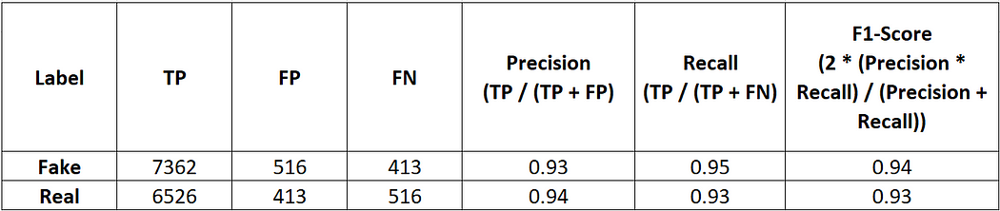 Label TP FP FN Precision (TP / (TP + FP) Recall (TP / (TP + FN) F1-Score (2 * (Precision * Recall) / (Precision + Recall))
Fake 7362 516 413 0.93 0.95 0.94
Real 6526 413 516 0.94 0.93 0.93